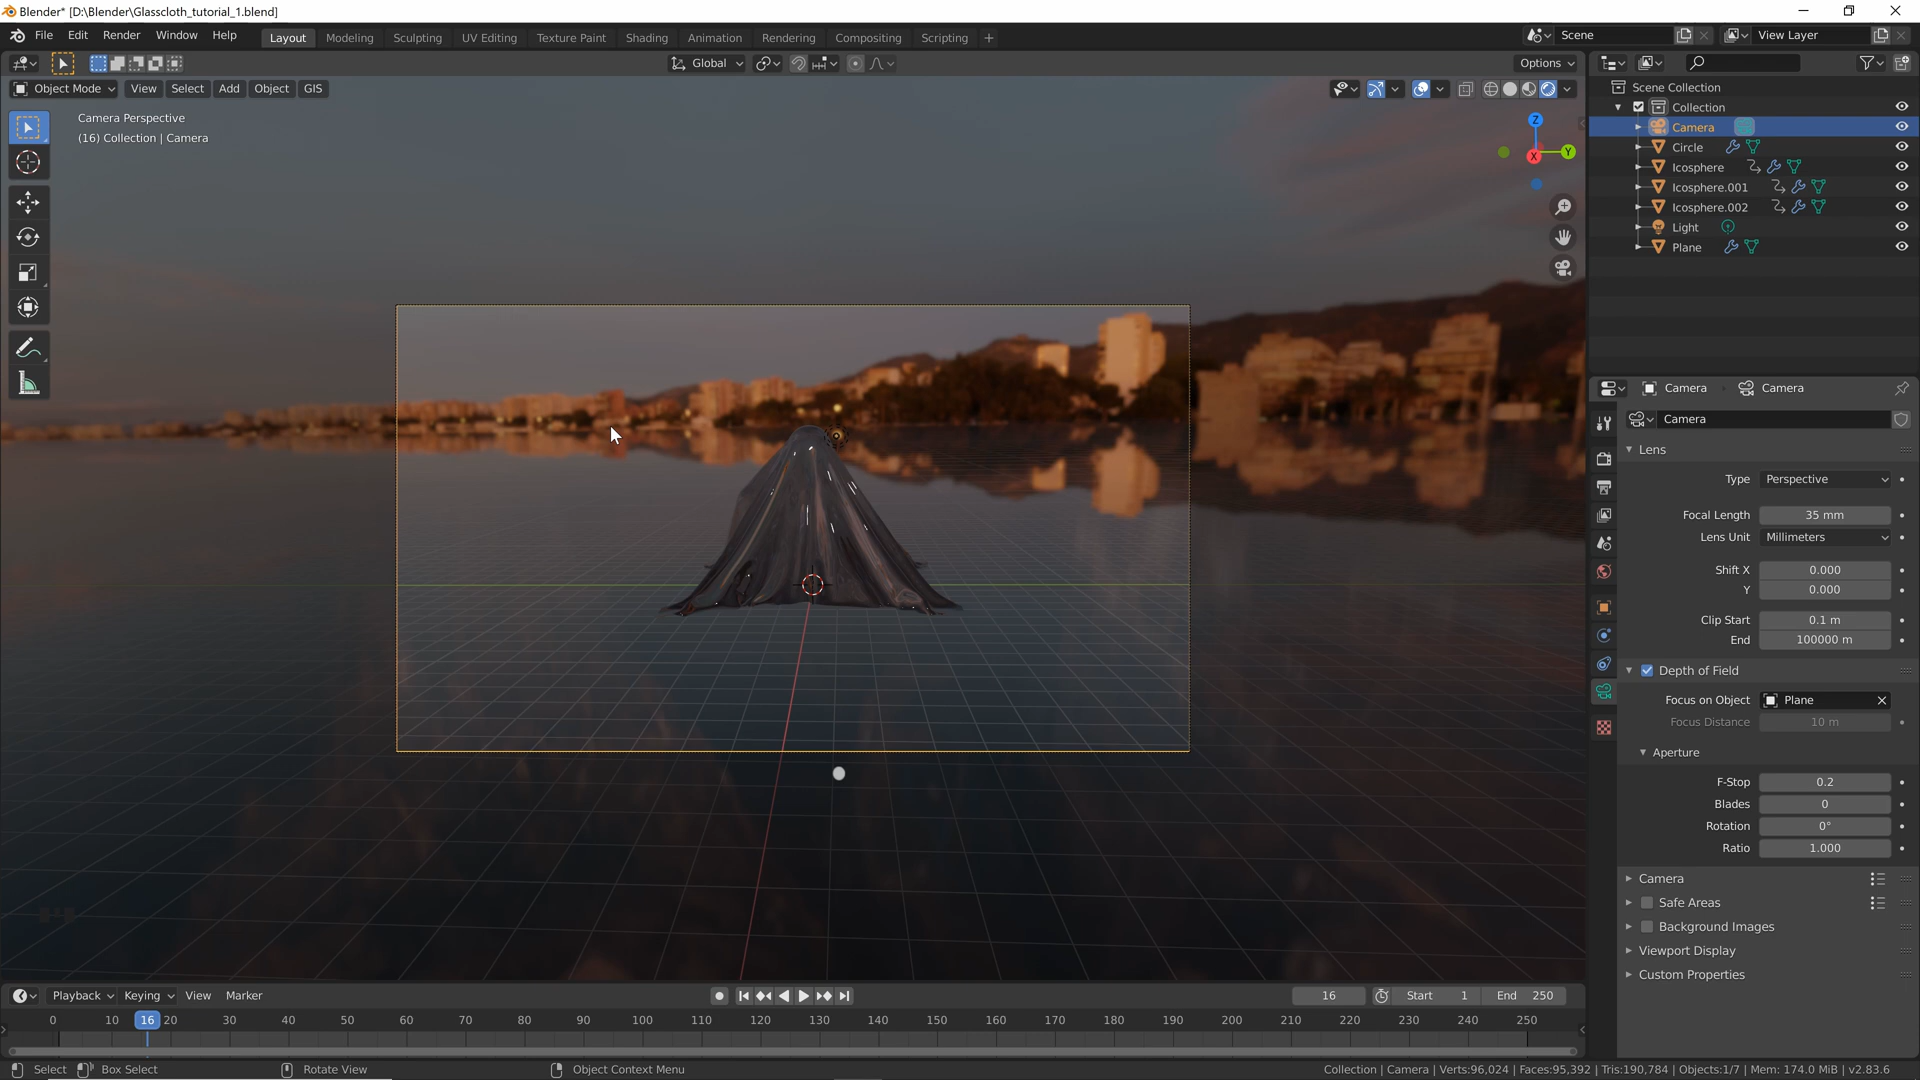 Blender* [D:\Blender\Glasscloth_tutorial_1.blend]
File Edit Render Window Help Layout Modeling Sculpting UV Editing Texture Paint Shading Animation Rendering Compositing Scripting + Scene View Layer
Global Options
Object Mode View Select Add Object GIS
Camera Perspective
(16) Collection | Camera
Z
Y
X
Scene Collection
Collection
Camera
Circle
Icosphere
Icosphere.001
Icosphere.002
Light
Plane
Camera Camera
Camera
Lens
Type Perspective
Focal Length 35 mm
Lens Unit Millimeters
Shift X 0.000
Y 0.000
Clip Start 0.1 m
End 100000 m
Depth of Field
Focus on Object Plane
Focus Distance 10 m
Aperture
F-Stop 0.2
Blades 0
Rotation 0°
Ratio 1.000
Camera
Safe Areas
Background Images
Viewport Display
Custom Properties
Playback Keying View Marker 16 Start 1 End 250
0 10 16 20 30 40 50 60 70 80 90 100 110 120 130 140 150 160 170 180 190 200 210 220 230 240 250
Select Box Select Rotate View Object Context Menu Collection | Camera | Verts:96,024 | Faces:95,392 | Tris:190,784 | Objects:1/7 | Mem: 174.0 MiB | v2.83.6